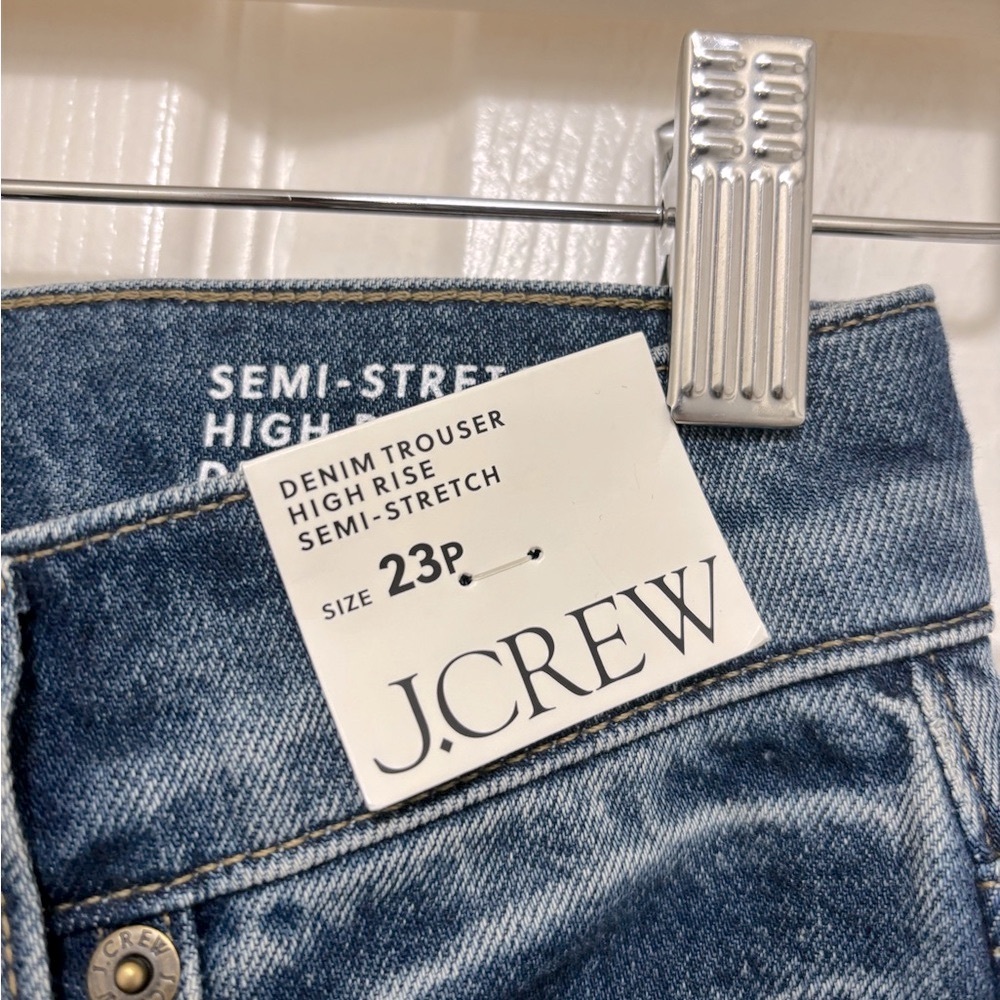 SEMI-STRET
HIGH
DENIM TROUSER
HIGH RISE
SEMI-STRETCH
SIZE 23P
J.CREW
J.CREW J.